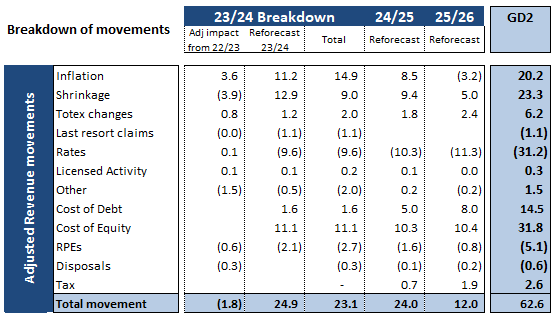 Breakdown of movements 23/24 Breakdown 24/25 25/26 GD2
Adj impact from 22/23 Reforecast 23/24 Total Reforecast Reforecast
Adjusted Revenue movements
Inflation 3.6 11.2 14.9 8.5 (3.2) 20.2
Shrinkage (3.9) 12.9 9.0 9.4 5.0 23.3
Totex changes 0.8 1.2 2.0 1.8 2.4 6.2
Last resort claims (0.0) (1.1) (1.1) (1.1)
Rates 0.1 (9.6) (9.6) (10.3) (11.3) (31.2)
Licensed Activity 0.1 0.1 0.2 0.1 0.0 0.3
Other (1.5) (0.5) (2.0) 0.2 (0.2) 1.5
Cost of Debt 1.6 1.6 5.0 8.0 14.5
Cost of Equity 11.1 11.1 10.3 10.4 31.8
RPEs (0.6) (2.1) (2.7) (1.6) (0.8) (5.1)
Disposals (0.3) (0.3) (0.1) (0.2) (0.6)
Tax - 0.7 1.9 2.6
Total movement (1.8) 24.9 23.1 24.0 12.0 62.6